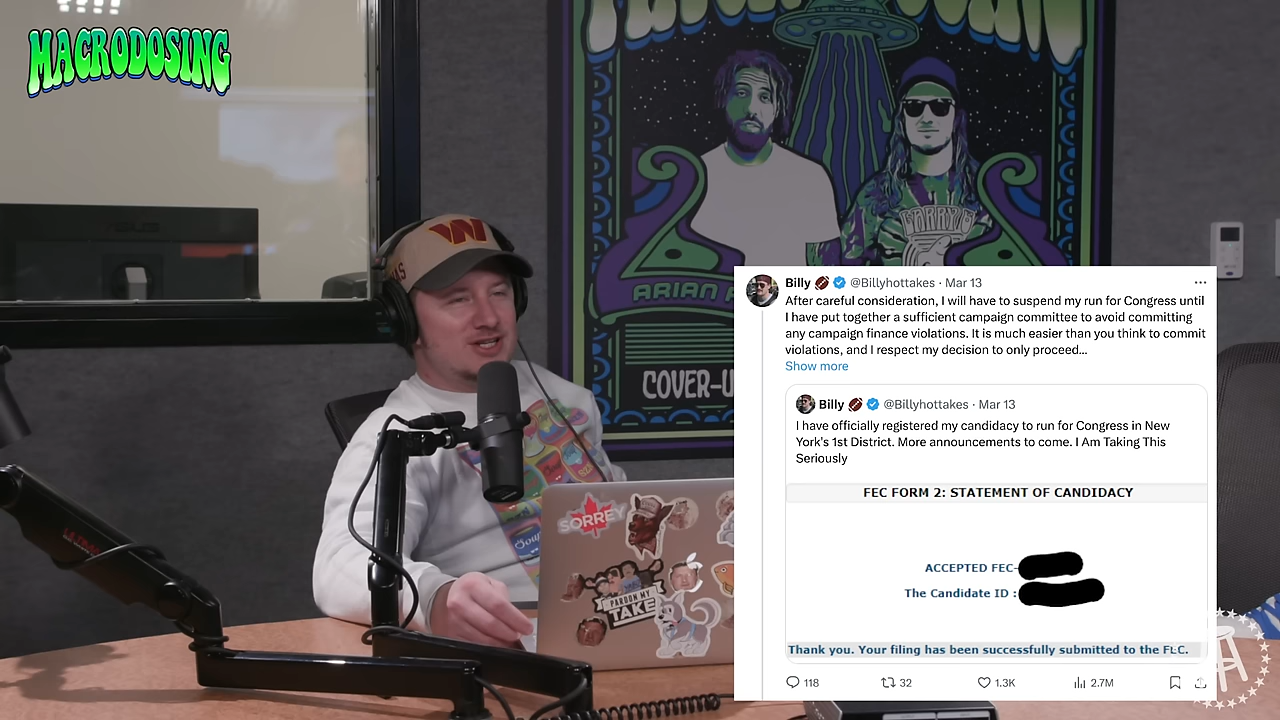 MACRODOSING
ASUS
W
ARIAN
COVER-U
GARRY'S
SORREY
PARDON MY
TAKE
Soup
Billy 🏈 @Billyhottakes · Mar 13
After careful consideration, I will have to suspend my run for Congress until
I have put together a sufficient campaign committee to avoid committing
any campaign finance violations. It is much easier than you think to commit
violations, and I respect my decision to only proceed...
Show more
Billy 🏈 @Billyhottakes · Mar 13
I have officially registered my candidacy to run for Congress in New
York's 1st District. More announcements to come. I Am Taking This
Seriously
FEC FORM 2: STATEMENT OF CANDIDACY
ACCEPTED FEC-
The Candidate ID :
Thank you. Your filing has been successfully submitted to the FEC.
118 32 1.3K 2.7M